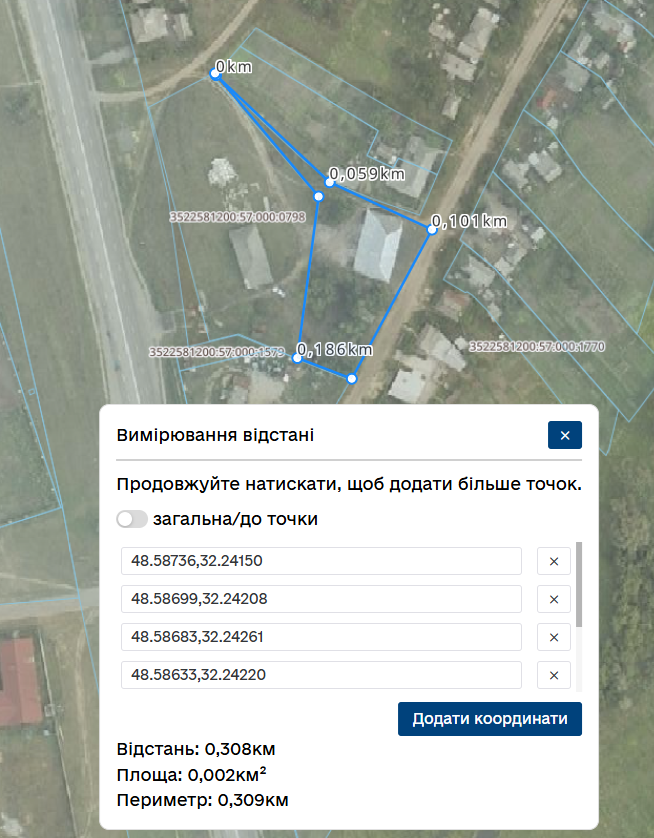 0km
0,059km
3522581200:57:000:0798
0,101km
3522581200:57:000:1579
0,186km
3522581200:57:000:1770
Вимірювання відстані
×
Продовжуйте натискати, щоб додати більше точок.
загальна/до точки
48.58736,32.24150
×
48.58699,32.24208
×
48.58683,32.24261
×
48.58633,32.24220
×
Додати координати
Відстань: 0,308км
Площа: 0,002км²
Периметр: 0,309км